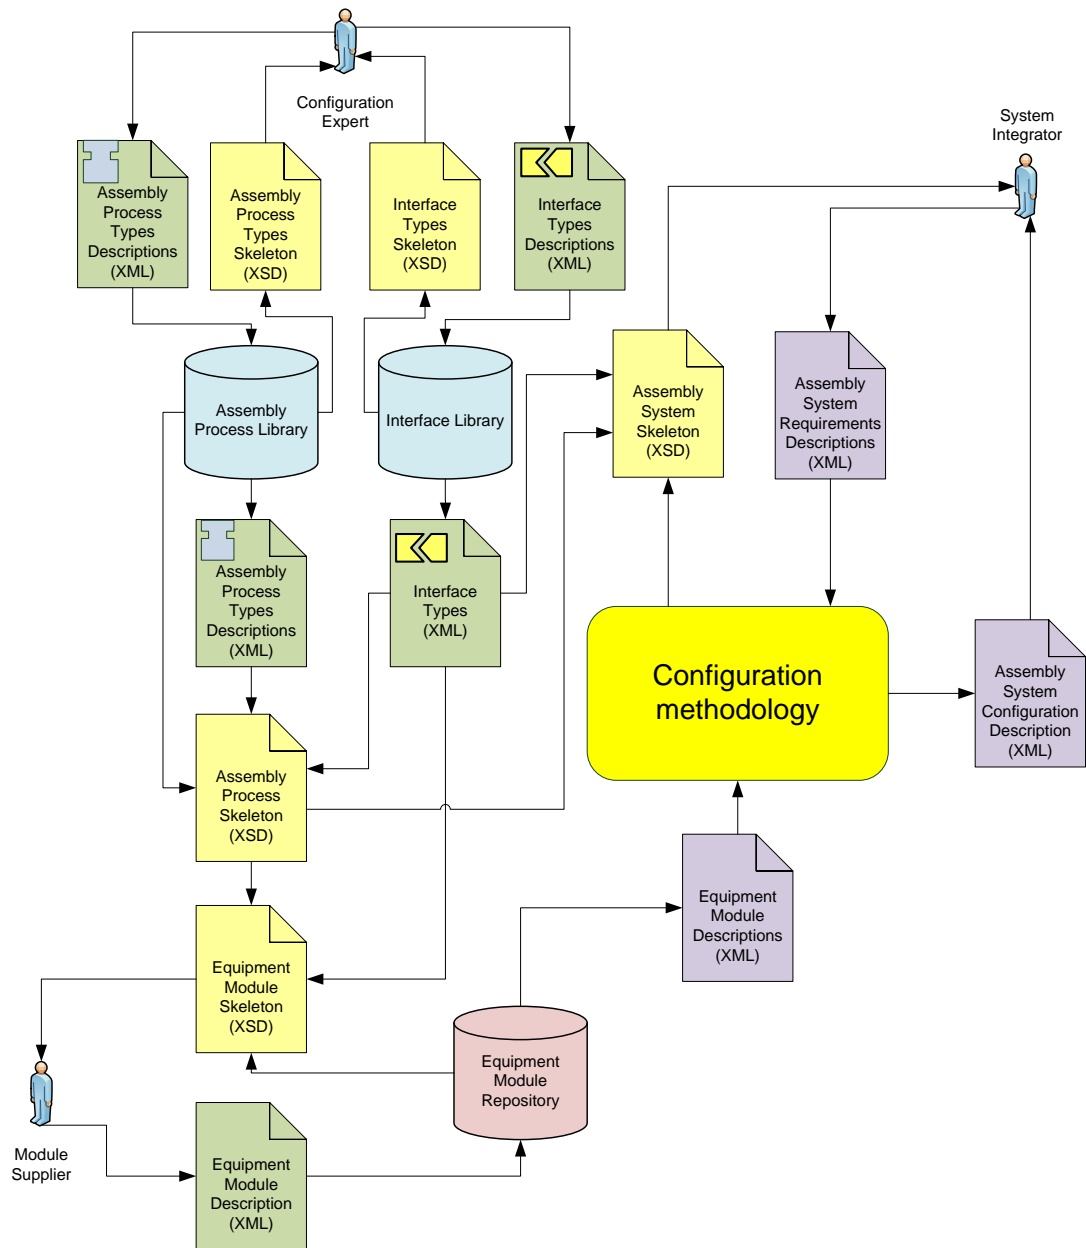 Configuration
Expert
System
Integrator
Assembly
Process
Types
Descriptions
(XML)
Assembly
Process
Types
Skeleton
(XSD)
Interface
Types
Skeleton
(XSD)
Interface
Types
Descriptions
(XML)
Assembly
Process Library
Interface Library
Assembly
System
Skeleton
(XSD)
Assembly
System
Requirements
Descriptions
(XML)
Assembly
Process
Types
Descriptions
(XML)
Interface
Types
(XML)
Configuration
methodology
Assembly
System
Configuration
Description
(XML)
Assembly
Process
Skeleton
(XSD)
Equipment
Module
Descriptions
(XML)
Equipment
Module
Skeleton
(XSD)
Equipment
Module
Repository
Module
Supplier
Equipment
Module
Description
(XML)